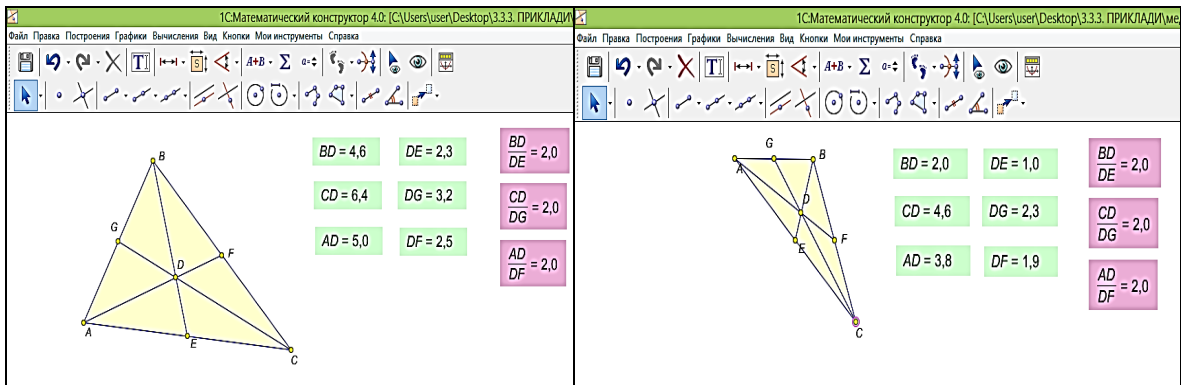 1С:Математический конструктор 4.0: [C:\Users\user\Desktop\3.3.3. ПРИКЛАДИ\
Файл Правка Построения Графики Вычисления Вид Кнопки Мои инструменты Справка
S A+B Σ a=
T
B
G
F
D
A
E
C
BD = 4,6 DE = 2,3
BD
DE = 2,0
CD = 6,4 DG = 3,2
CD
DG = 2,0
AD = 5,0 DF = 2,5
AD
DF = 2,0
1С:Математический конструктор 4.0: [C:\Users\user\Desktop\3.3.3. ПРИКЛАДИ\ме
Файл Правка Построения Графики Вычисления Вид Кнопки Мои инструменты Справка
T S A+B Σ a=
G
B
A
D
E
F
C
BD = 2,0 DE = 1,0
BD
DE = 2,0
CD = 4,6 DG = 2,3
CD
DG = 2,0
AD = 3,8 DF = 1,9
AD
DF = 2,0